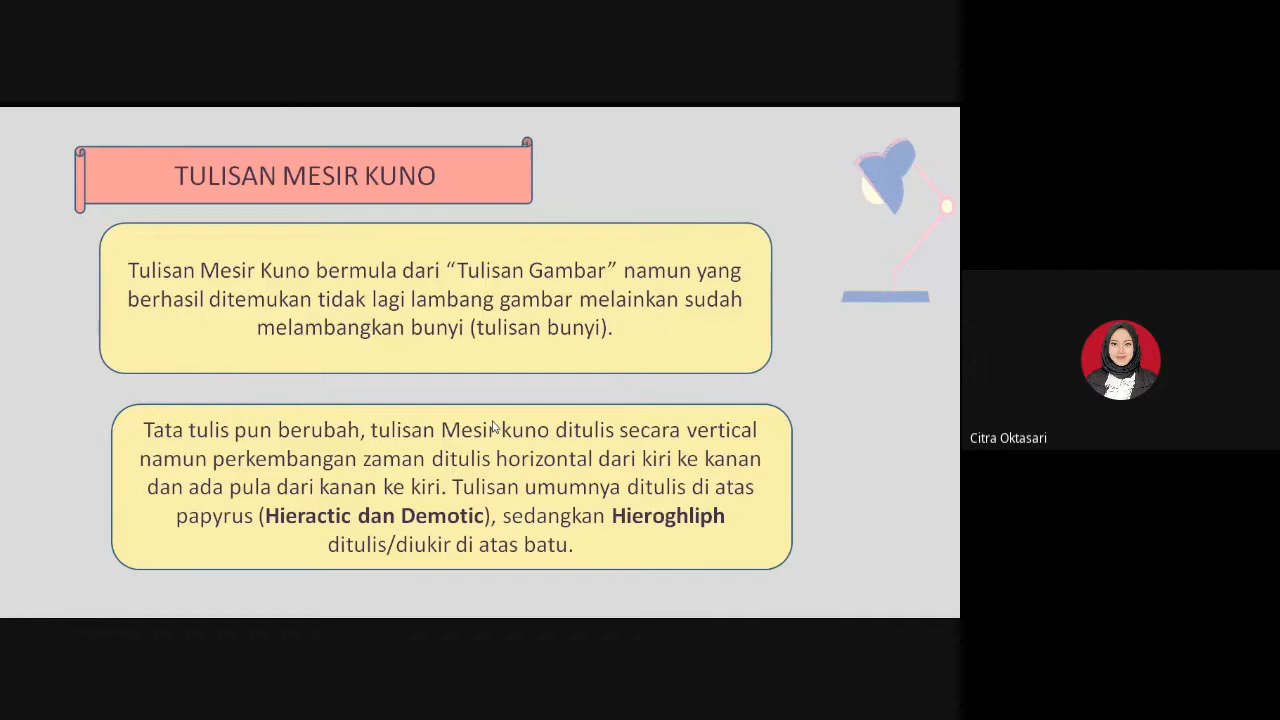 TULISAN MESIR KUNO
Tulisan Mesir Kuno bermula dari “Tulisan Gambar” namun yang
berhasil ditemukan tidak lagi lambang gambar melainkan sudah
melambangkan bunyi (tulisan bunyi).
Tata tulis pun berubah, tulisan Mesir kuno ditulis secara vertical
namun perkembangan zaman ditulis horizontal dari kiri ke kanan
dan ada pula dari kanan ke kiri. Tulisan umumnya ditulis di atas
papyrus (Hieractic dan Demotic), sedangkan Hieroghliph
ditulis/diukir di atas batu.
Citra Oktasari